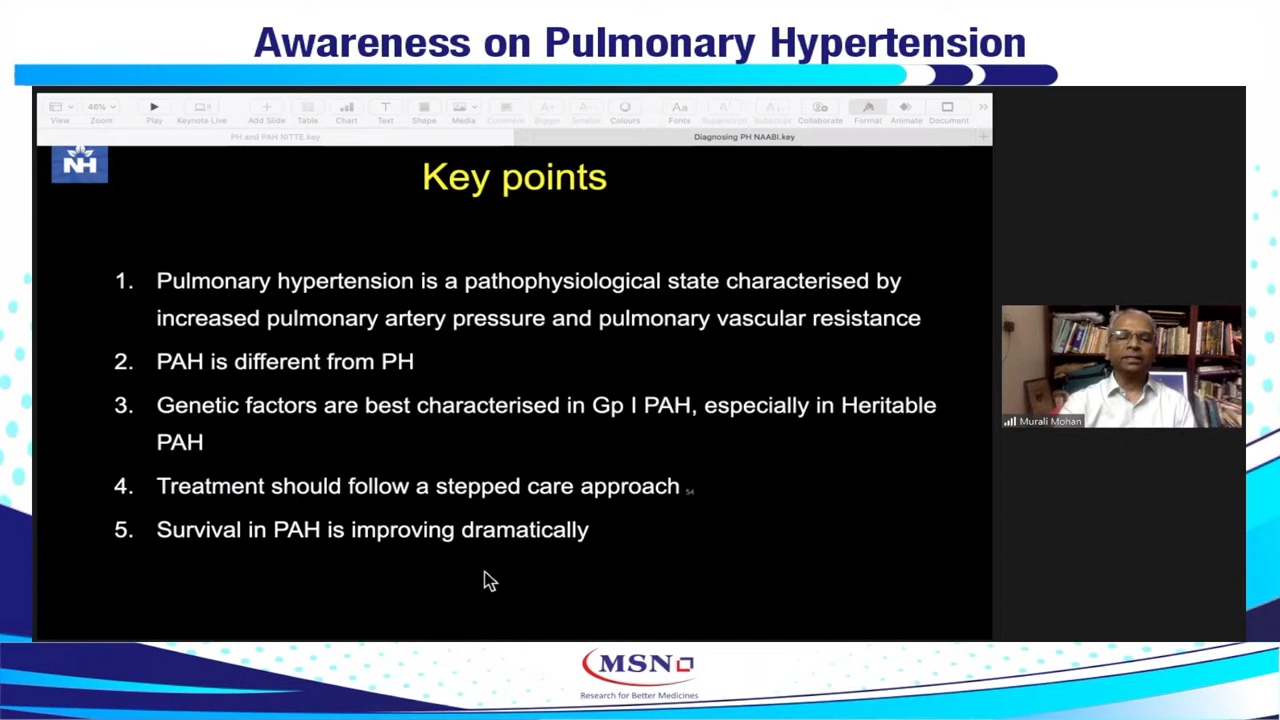 Awareness on Pulmonary Hypertension
46%
View
Zoom
Play
Keynote Live
Add Slide
Table
Chart
Text
Shape
Media
Comment
Bigger
Smaller
Colours
Fonts
Superscript
Subscript
Collaborate
Format
Animate
Document
PH and PAH NITTE.key
Diagnosing PH NAABI.key
NH
Key points
1. Pulmonary hypertension is a pathophysiological state characterised by
increased pulmonary artery pressure and pulmonary vascular resistance
2. PAH is different from PH
3. Genetic factors are best characterised in Gp I PAH, especially in Heritable
PAH
4. Treatment should follow a stepped care approach
54
5. Survival in PAH is improving dramatically
Murali Mohan
MSN
Research for Better Medicines